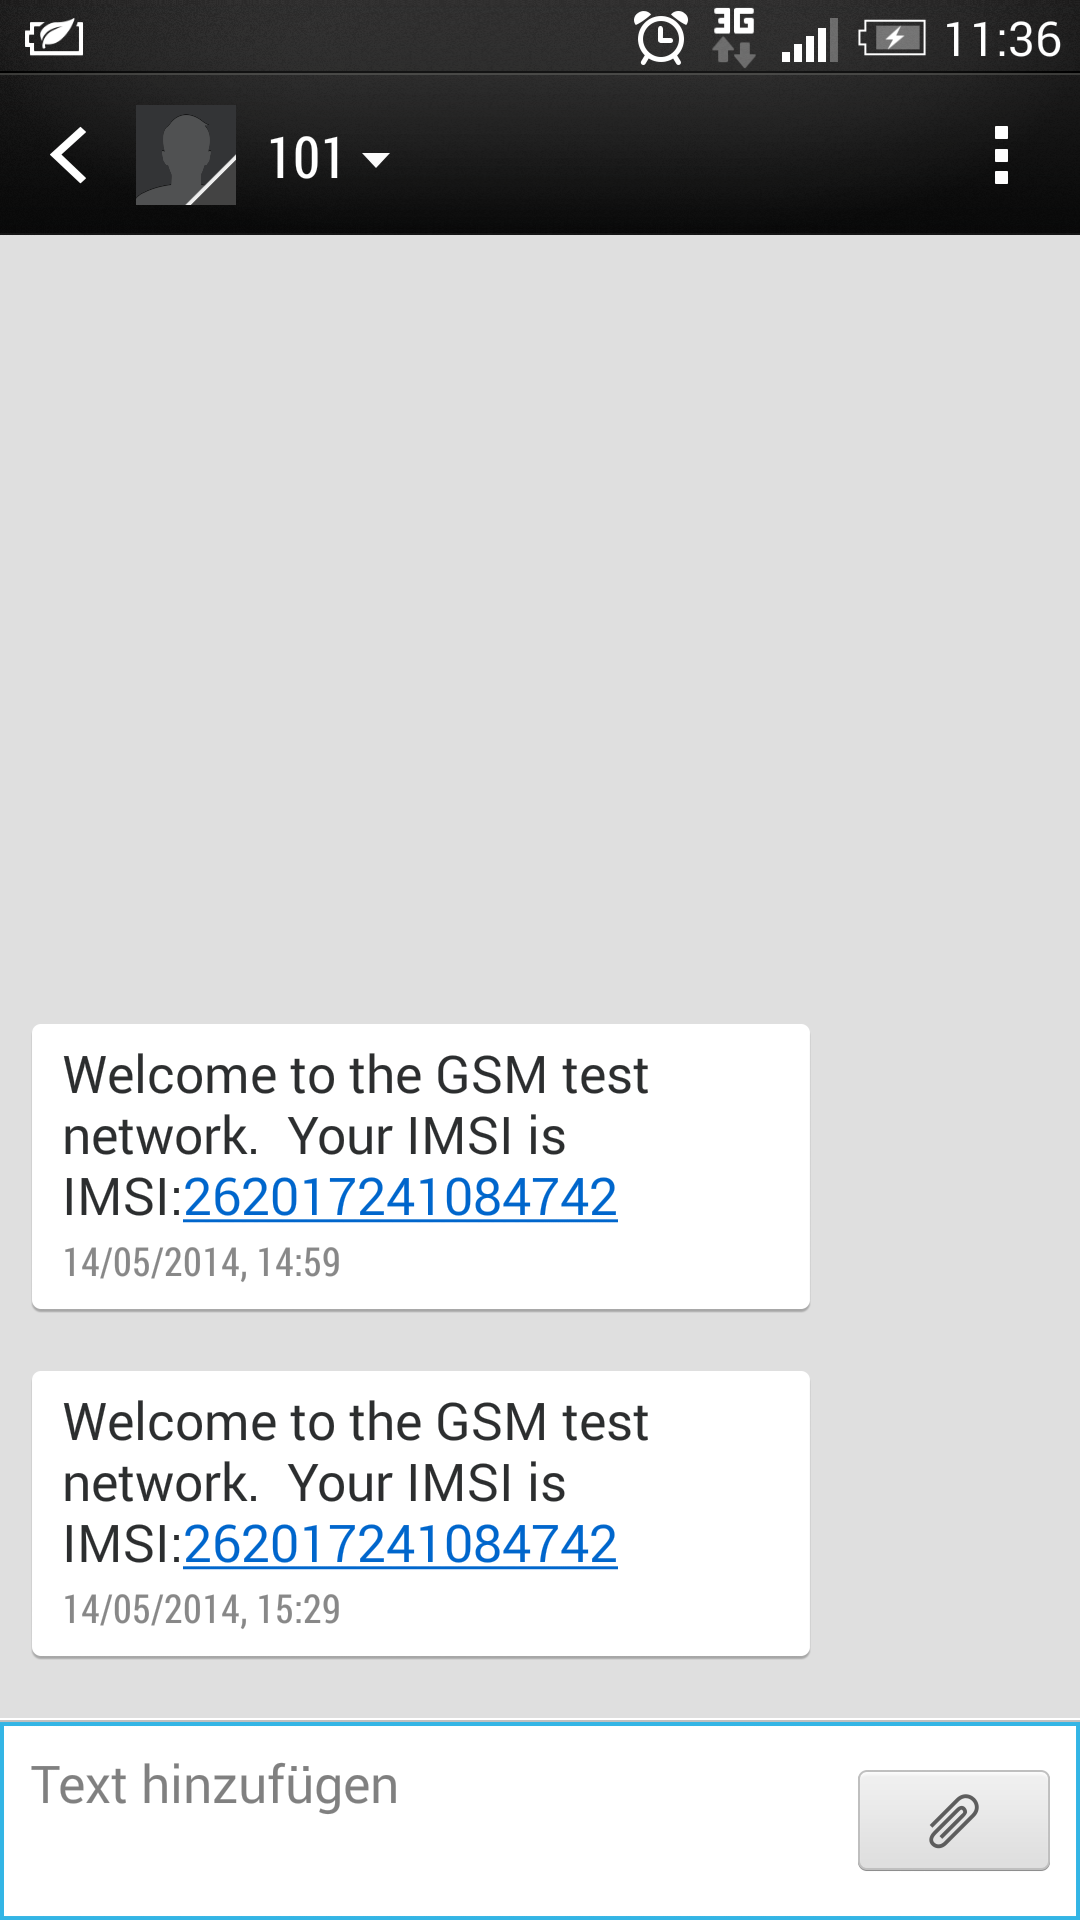 3G 11:36
101
Welcome to the GSM test
network.  Your IMSI is
IMSI:262017241084742
14/05/2014, 14:59
Welcome to the GSM test
network.  Your IMSI is
IMSI:262017241084742
14/05/2014, 15:29
Text hinzufügen